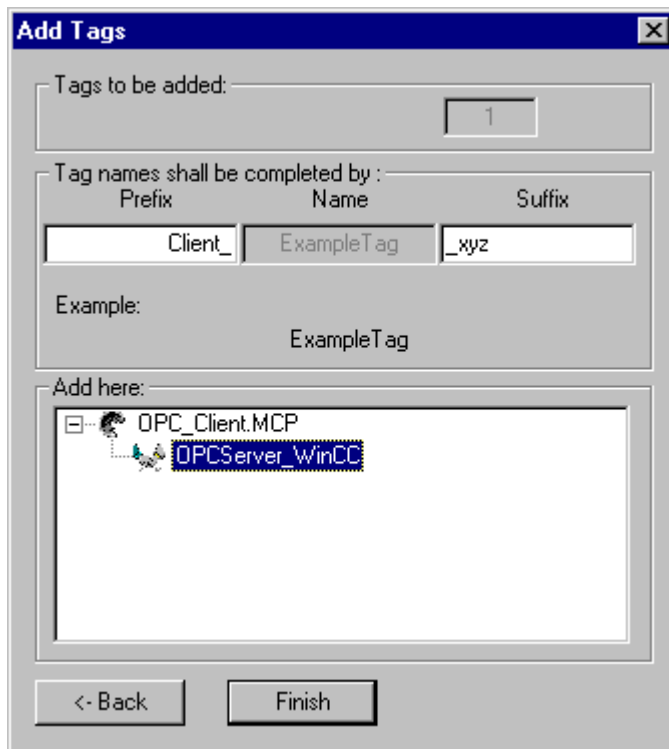 Add Tags
Tags to be added:
1
Tag names shall be completed by :
Prefix Name Suffix
Client_ ExampleTag _xyz
Example:
ExampleTag
Add here:
OPC_Client.MCP
OPCServer_WinCC
<- Back Finish